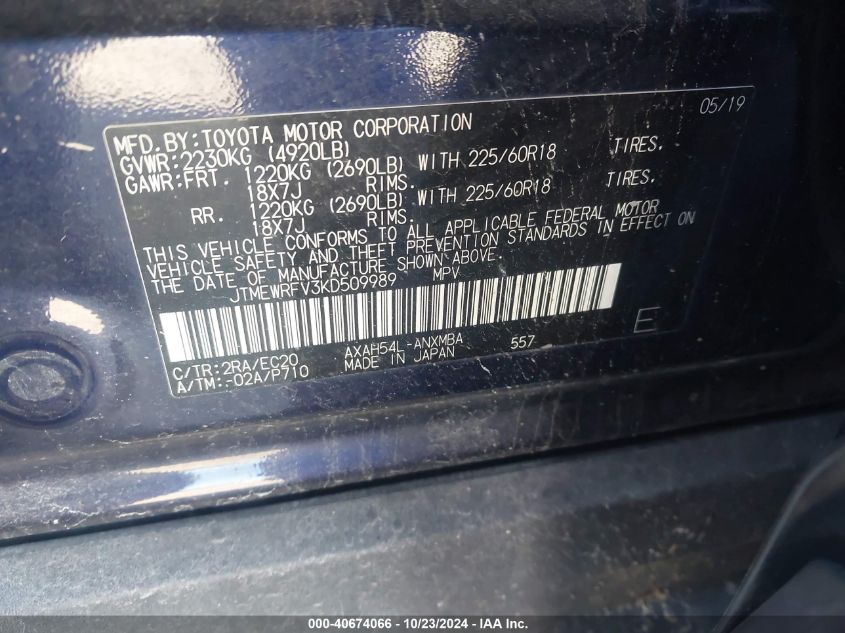 05/19
MFD.BY:TOYOTA MOTOR CORPORATION
GVWR:2230KG (4920LB)
GAWR:FRT. 1220KG (2690LB) WITH 225/60R18 TIRES.
18X7J RIMS.
RR. 1220KG (2690LB) WITH 225/60R18 TIRES.
18X7J RIMS.
THIS VEHICLE CONFORMS TO ALL APPLICABLE FEDERAL MOTOR
VEHICLE SAFETY AND THEFT PREVENTION STANDARDS IN EFFECT ON
THE DATE OF MANUFACTURE SHOWN ABOVE.
JTMEWRFV3KD509989 MPV
C/TR:2RA/EC20 AXAH54L-ANXMBA 557 E
A/TM:-02A/P710 MADE IN JAPAN
000-40674066 - 10/23/2024 - IAA Inc.